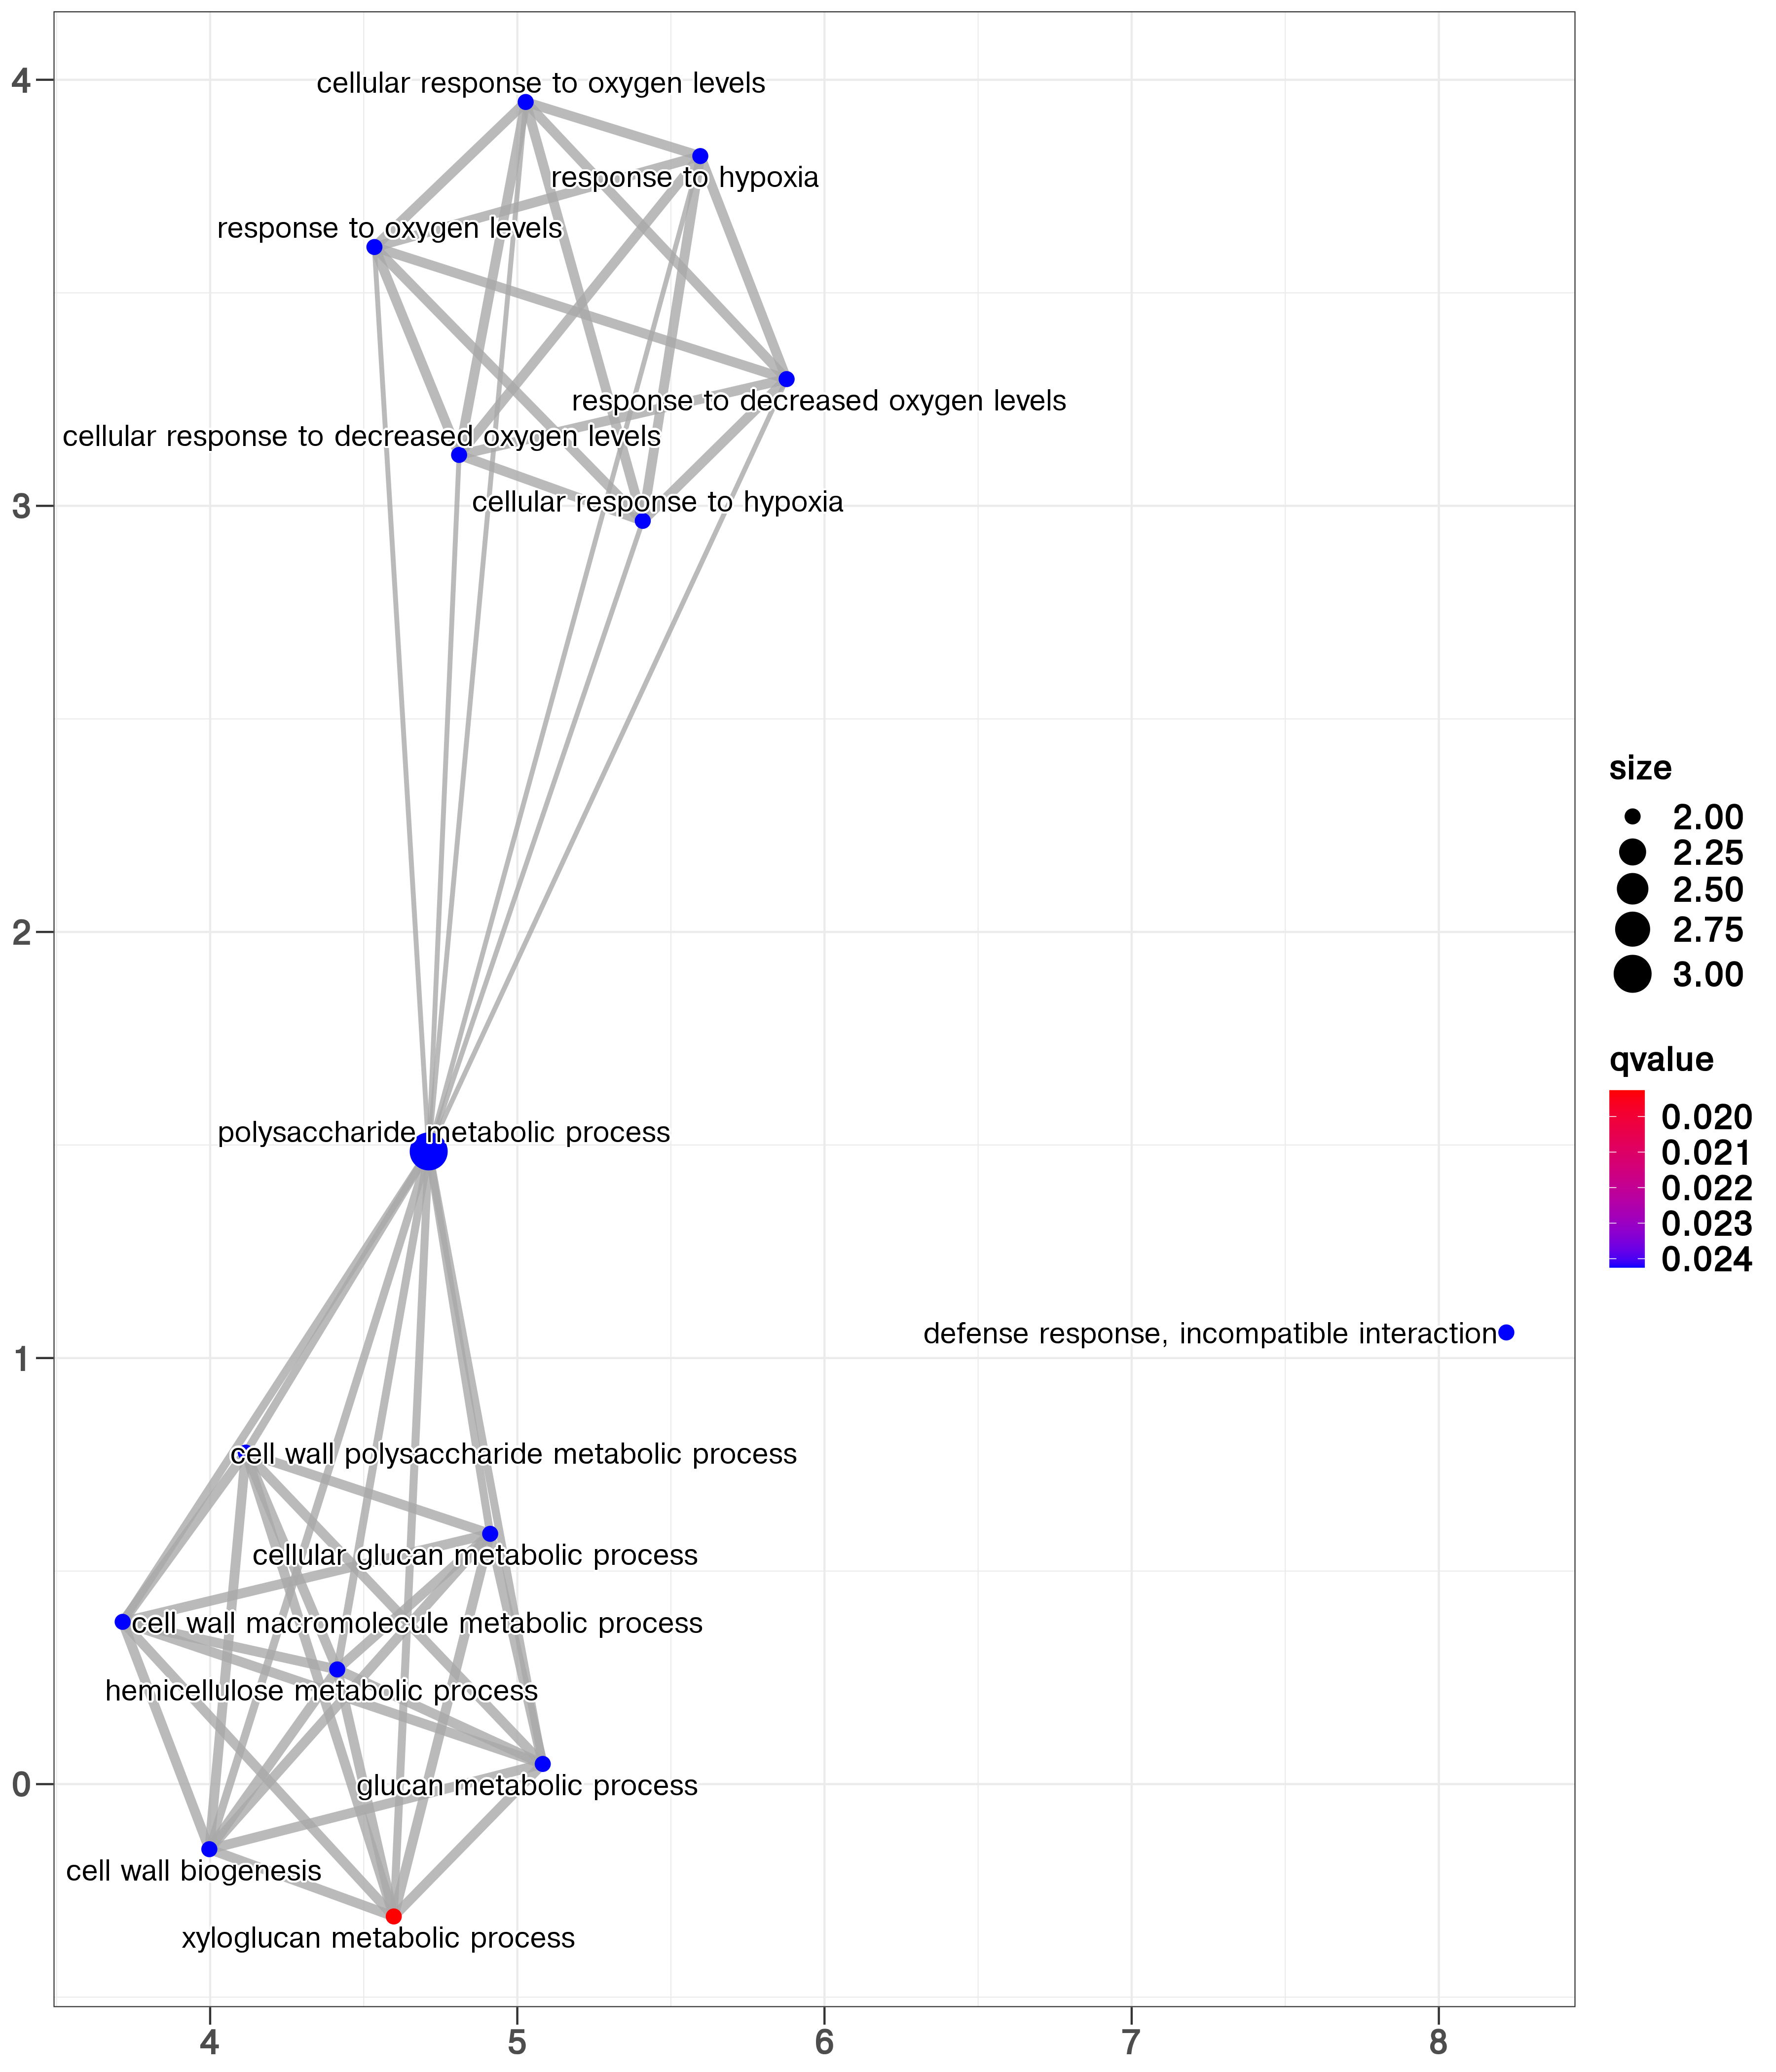 4
cellular response to oxygen levels
response to hypoxia
response to oxygen levels
response to decreased oxygen levels
cellular response to decreased oxygen levels
3
cellular response to hypoxia
size
2.00
2.25
2.50
2.75
3.00
2
qvalue
0.020
0.021
0.022
0.023
0.024
polysaccharide metabolic process
defense response, incompatible interaction
1
cell wall polysaccharide metabolic process
cellular glucan metabolic process
cell wall macromolecule metabolic process
hemicellulose metabolic process
0
glucan metabolic process
cell wall biogenesis
xyloglucan metabolic process
4 5 6 7 8